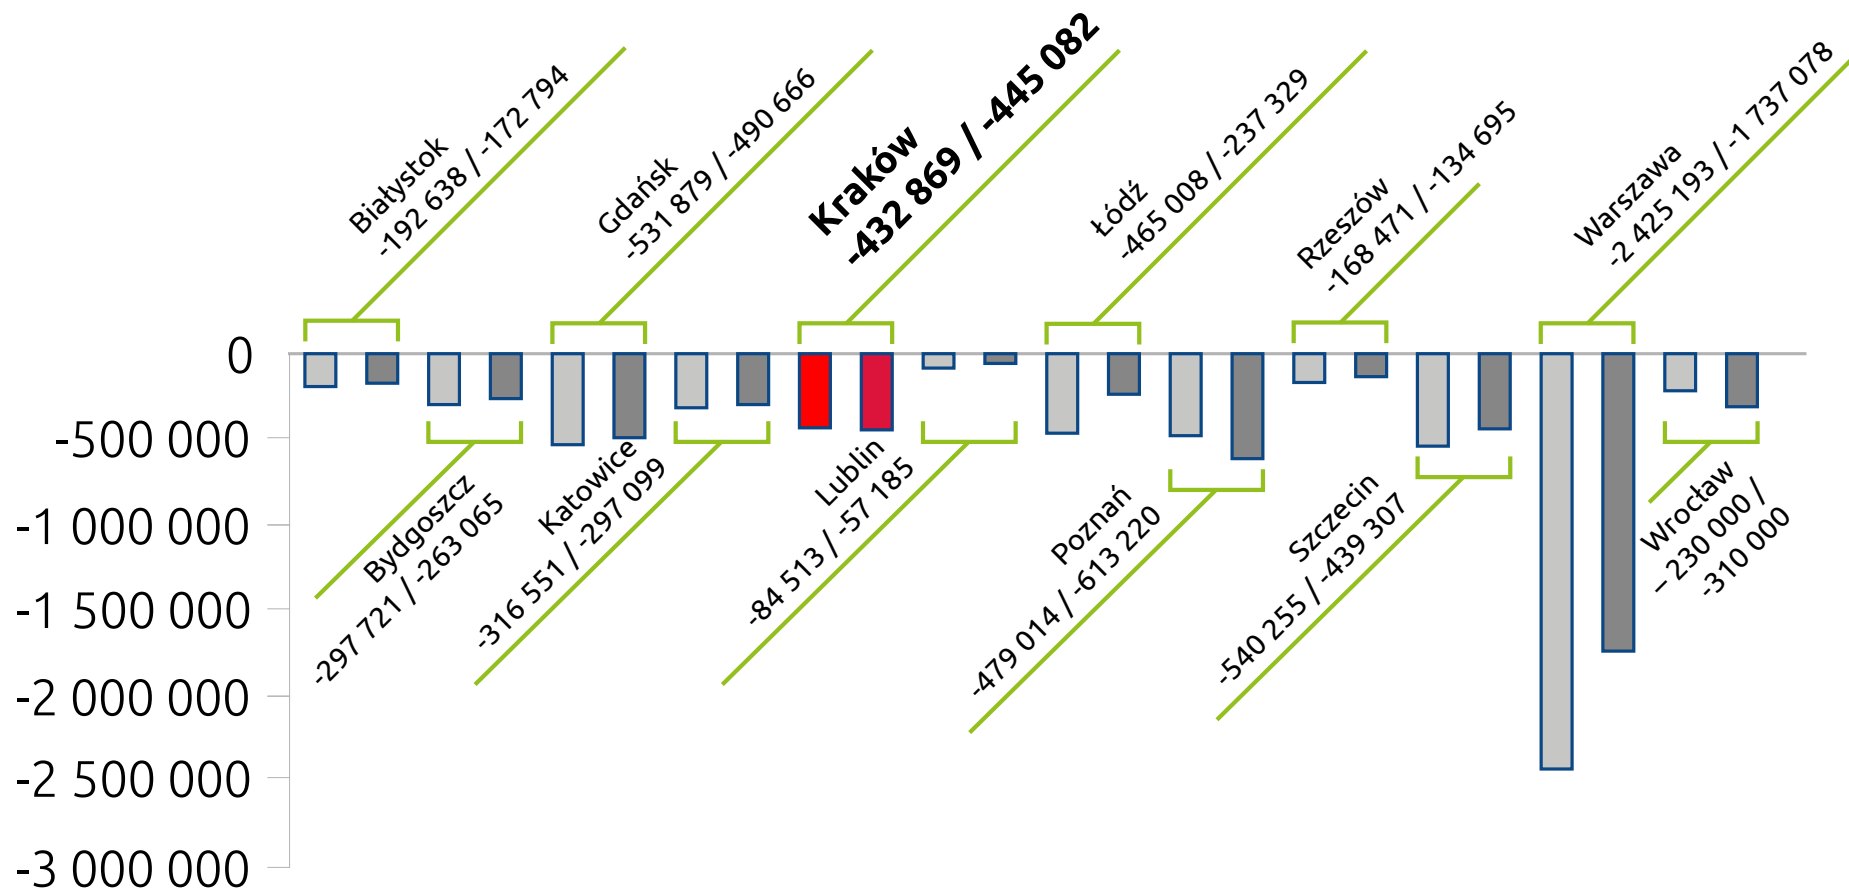 Białystok
-192 638 / -172 794
Gdańsk
-531 879 / -490 666
Kraków
-432 869 / -445 082
Łódź
-465 008 / -237 329
Rzeszów
-168 471 / -134 695
Warszawa
-2 425 193 / -1 737 078
0
-500 000
-1 000 000
-1 500 000
-2 000 000
-2 500 000
-3 000 000
Bydgoszcz
-297 721 / -263 065
Katowice
-316 551 / -297 099
Lublin
-84 513 / -57 185
Poznań
-479 014 / -613 220
Szczecin
-540 255 / -439 307
Wrocław
– 230 000 /
-310 000